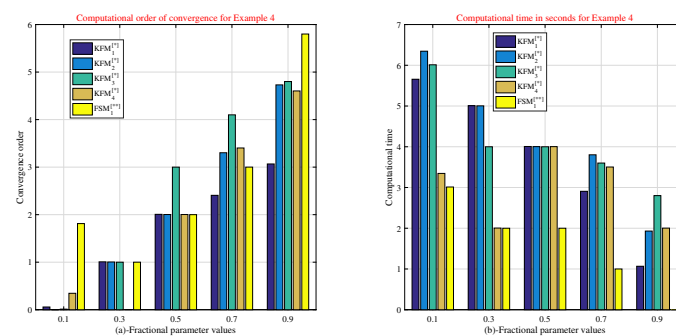 Computational order of convergence for Example 4
Convergence order
6
5
4
3
2
1
0
KFM₁[*]
KFM₂[*]
KFM₃[*]
KFM₄[*]
FSM₁[**]
0.1 0.3 0.5 0.7 0.9
(a)-Fractional parameter values
Computational time in seconds for Example 4
Computational time
7
6
5
4
3
2
1
0
KFM₁[*]
KFM₂[*]
KFM₃[*]
KFM₄[*]
FSM₁[**]
0.1 0.3 0.5 0.7 0.9
(b)-Fractional parameter values